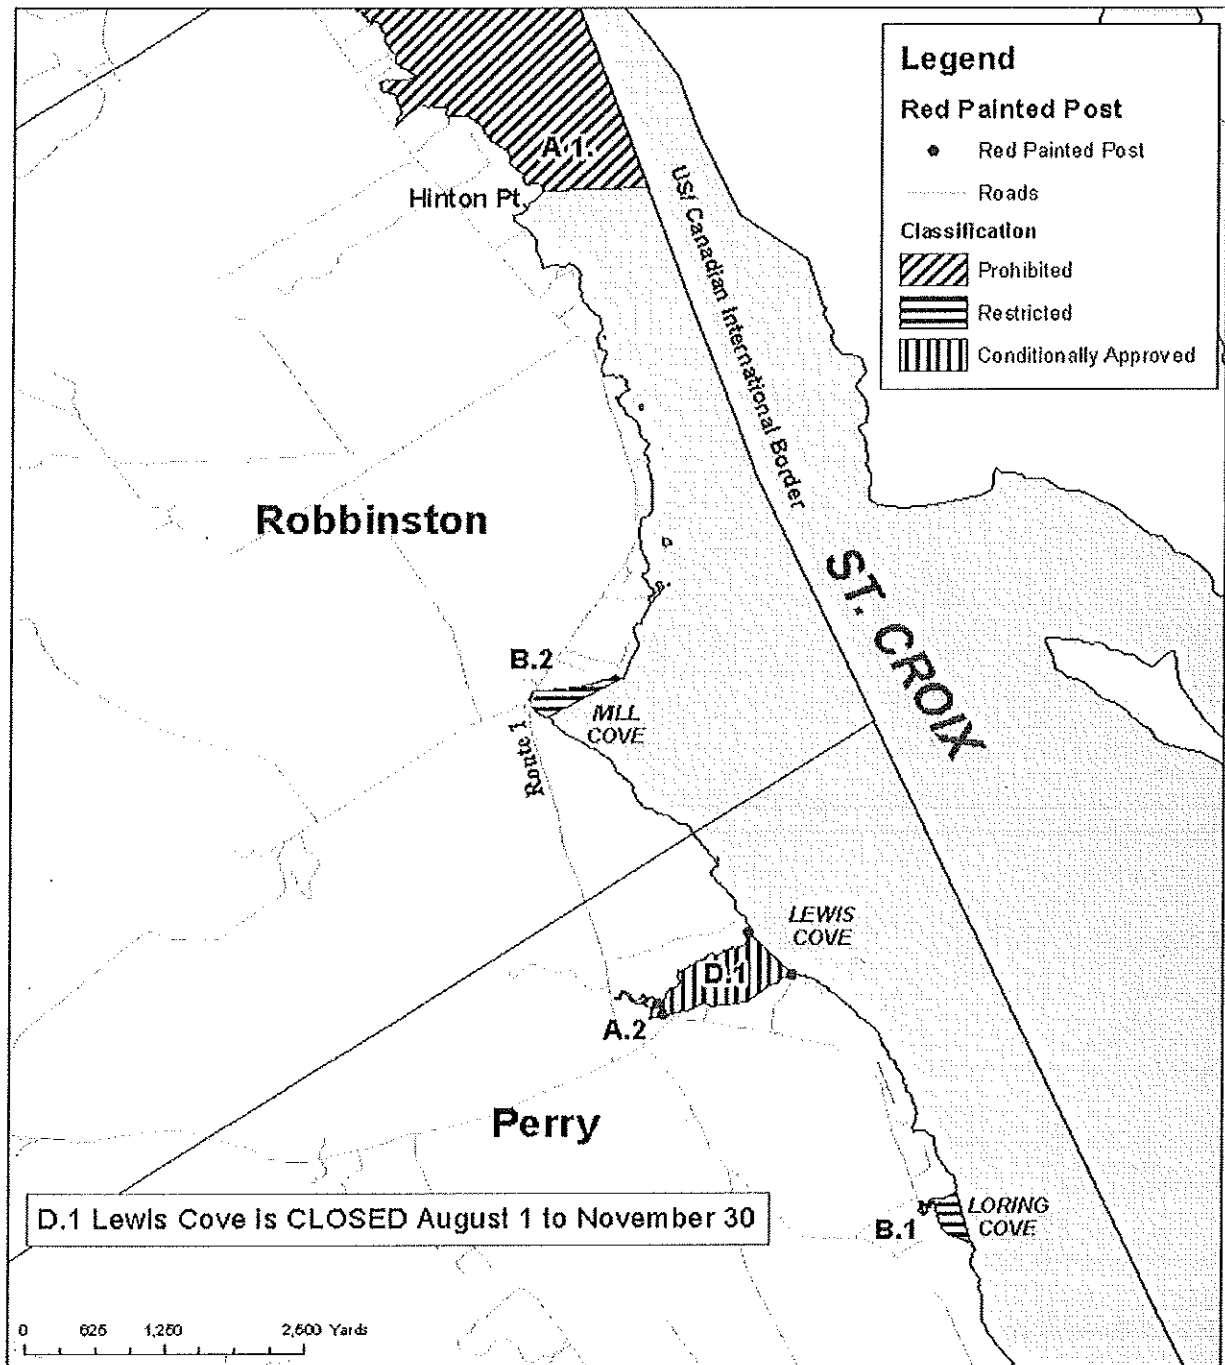 Legend
Red Painted Post
Red Painted Post
Roads
Classification
Prohibited
Restricted
Conditionally Approved
A.1.
Hinton Pt.
US/ Canadian International Border
Robbinston
ST. CROIX
B.2
MILL
COVE
Route 1
LEWIS
COVE
D.1
A.2
Perry
D.1 Lewis Cove is CLOSED August 1 to November 30
LORING
COVE
B.1
0 625 1,250 2,500 Yards